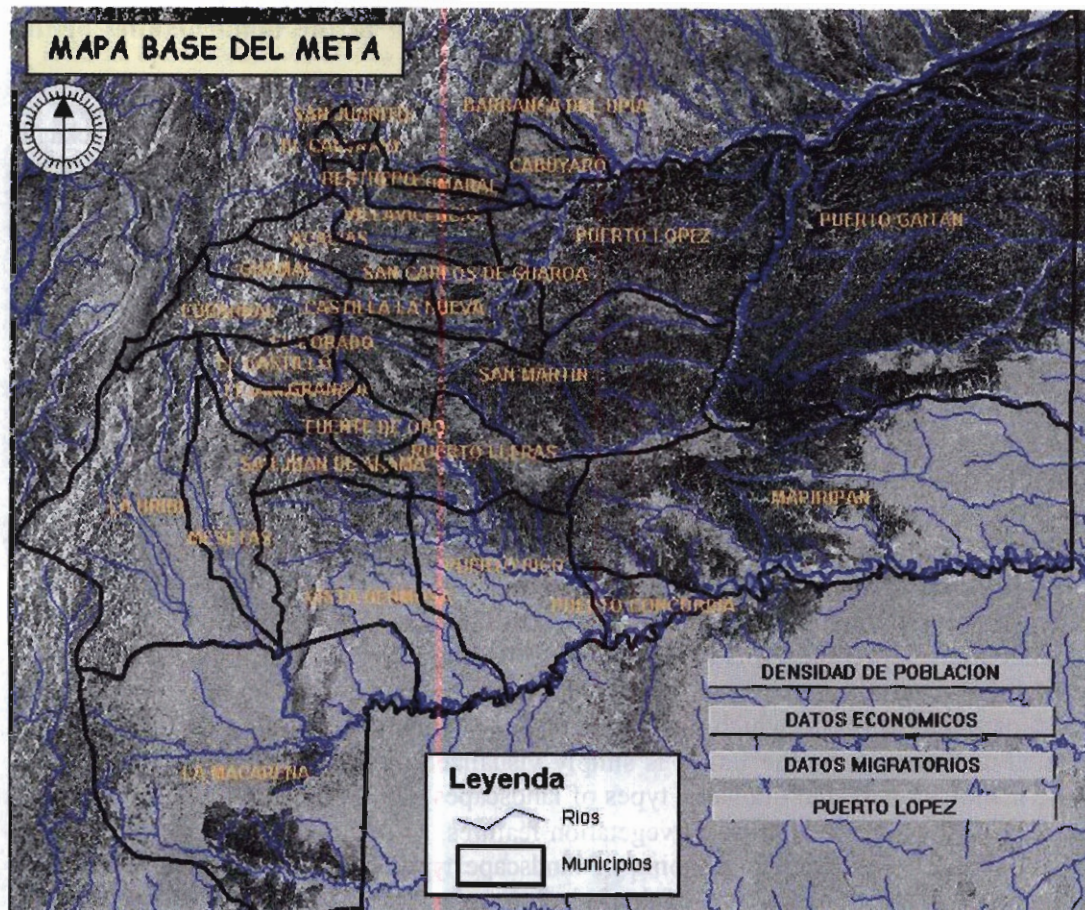 MAPA BASE DEL META
SAN JUANITO
BARRANCA DEL UPIA
EL CALVARIO
CABUYARO
RESTREPO
CUMARAL
VILLAVICENCIO
PUERTO LOPEZ
PUERTO GAITAN
ACACIAS
GUAMAL
SAN CARLOS DE GUAROA
CUBARRAL
CASTILLA LA NUEVA
EL DORADO
EL CASTILLO
SAN MARTIN
GRANADA
FUENTE DE ORO
PUERTO LLERAS
SAN JUAN DE ARAMA
MAPIRIPAN
LA URIBE
MESETAS
PUERTO RICO
VISTA HERMOSA
PUERTO CONCORDIA
DENSIDAD DE POBLACION
DATOS ECONOMICOS
DATOS MIGRATORIOS
PUERTO LOPEZ
LA MACARENA
Leyenda
Rios
Municipios